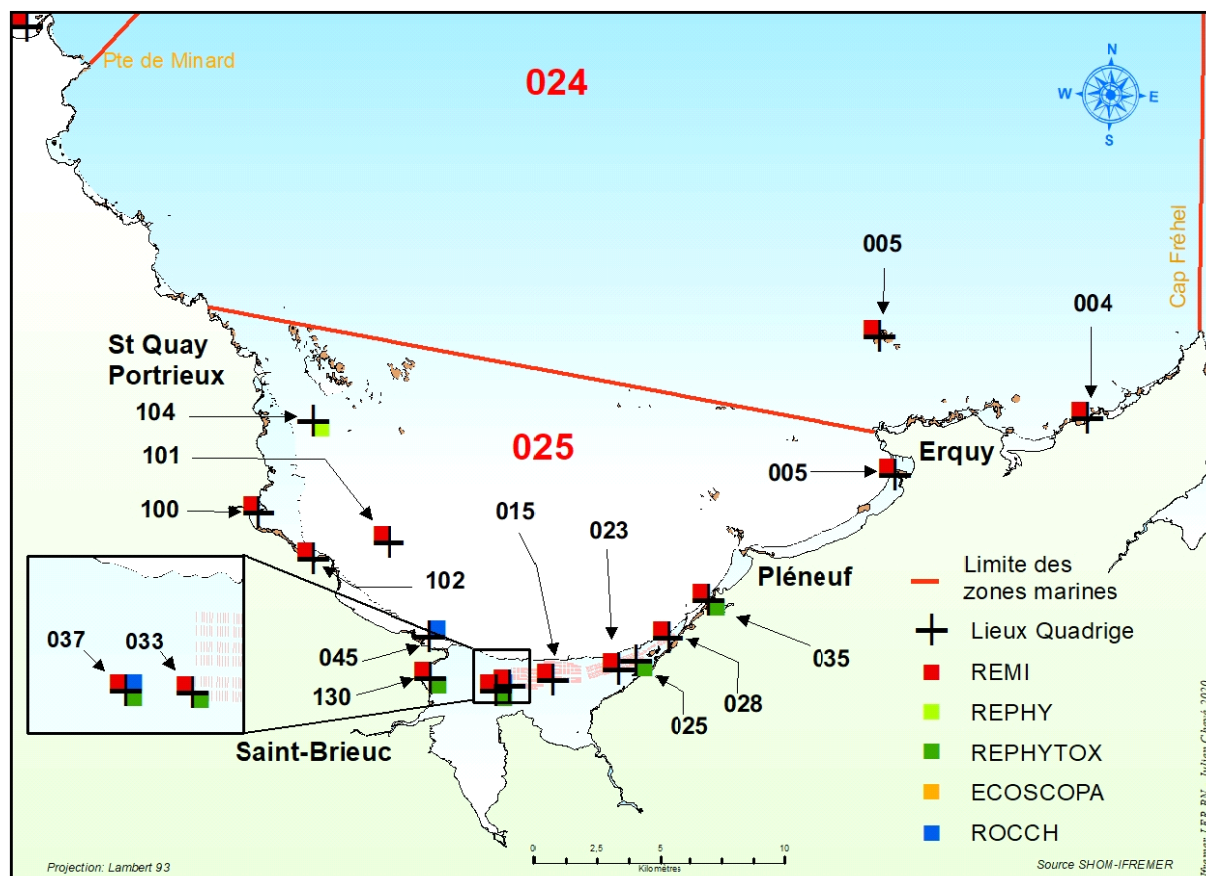 Pte de Minard
024
N
W
E
S
Cap Fréhel
005
004
St Quay
Portrieux
104
025
Erquy
101
005
015
023
100
Pléneuf
102
Limite des
zones marines
037
033
Lieux Quadrige
045
035
REMI
130
028
025
REPHY
Saint-Brieuc
REPHYTOX
ECOSCOPA
ROCCH
0
2,5
5
10
Kilomètres
Projection: Lambert 93
Source SHOM-IFREMER